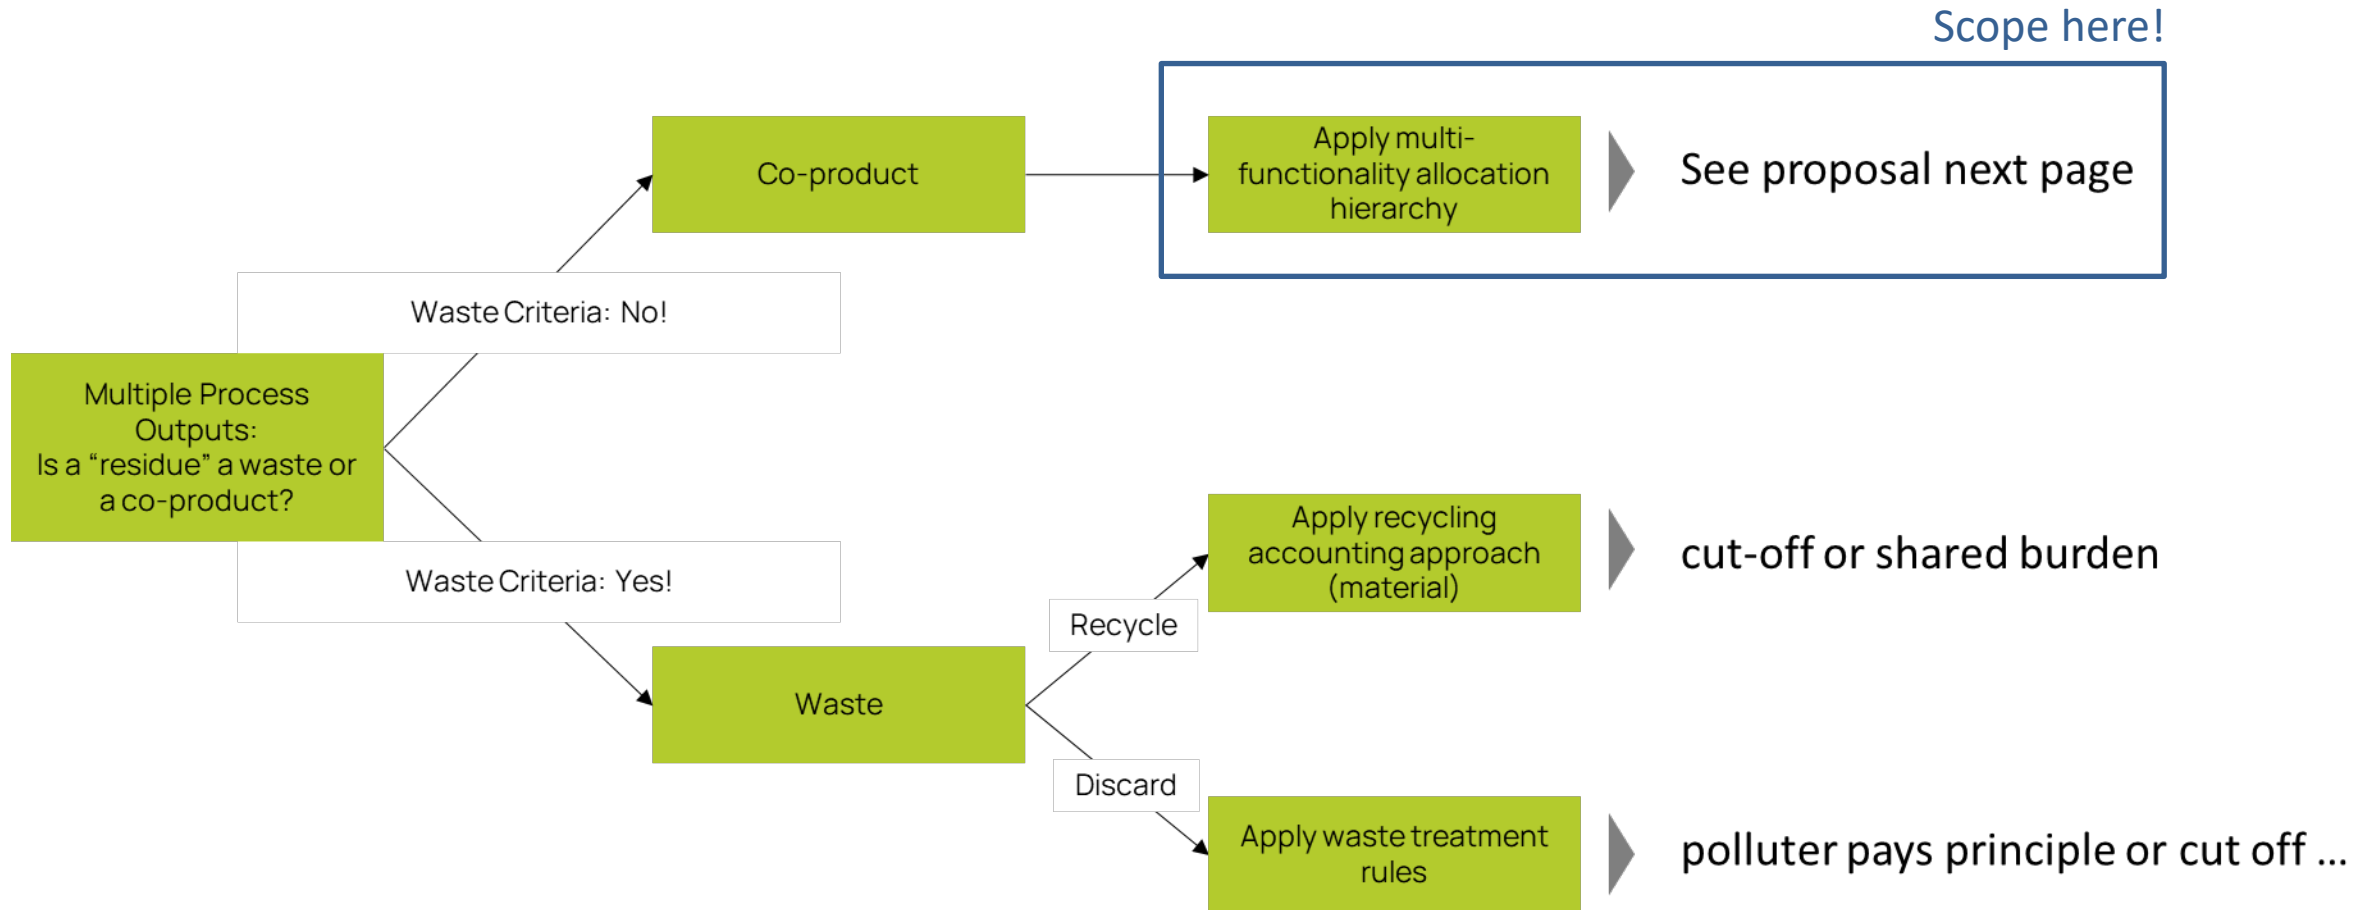 Scope here!
Co-product
Apply multi-
functionality allocation
hierarchy
See proposal next page
Waste Criteria: No!
Multiple Process
Outputs:
Is a “residue” a waste or
a co-product?
Waste Criteria: Yes!
Apply recycling
accounting approach
(material)
cut-off or shared burden
Recycle
Waste
Discard
Apply waste treatment
rules
polluter pays principle or cut off ...